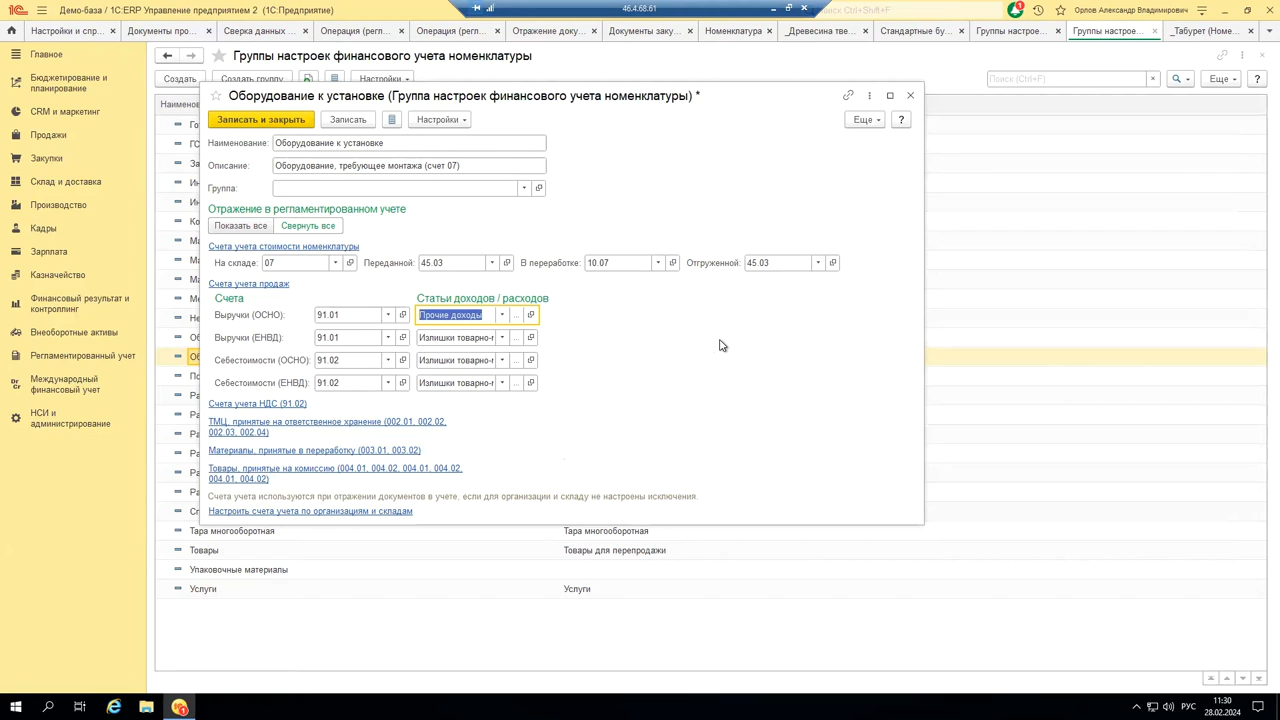 Демо-база / 1С:ERP Управление предприятием 2 (1С:Предприятие)
46.4.68.61
Поиск Ctrl+Shift+F
Орлов Александр Владимирович
Настройки и спр...
Документы про...
Сверка данных ...
Операция (регл...
Операция (регл...
Отражение доку...
Документы заку...
Номенклатура
_Древесина тве...
Стандартные бу...
Группы настроек...
Группы настроек...
_Табурет (Номе...
Главное
Бюджетирование и
планирование
CRM и маркетинг
Продажи
Закупки
Склад и доставка
Производство
Кадры
Зарплата
Казначейство
Финансовый результат и
контроллинг
Внеоборотные активы
Регламентированный учет
Международный
финансовый учет
НСИ и
администрирование
Группы настроек финансового учета номенклатуры
Создать
Создать группу
Настройки
Поиск (Ctrl+F)
Еще
?
Оборудование к установке (Группа настроек финансового учета номенклатуры) *
Записать и закрыть
Записать
Настройки
Еще
?
Наименование: Оборудование к установке
Описание: Оборудование, требующее монтажа (счет 07)
Группа:
Отражение в регламентированном учете
Показать все
Свернуть все
Счета учета стоимости номенклатуры
На складе: 07 Переданной: 45.03 В переработке: 10.07 Отгруженной: 45.03
Счета учета продаж
Счета Статьи доходов / расходов
Выручки (ОСНО): 91.01 Прочие доходы
Выручки (ЕНВД): 91.01 Излишки товарно-
Себестоимости (ОСНО): 91.02 Излишки товарно-
Себестоимости (ЕНВД): 91.02 Излишки товарно-
Счета учета НДС (91.02)
ТМЦ, принятые на ответственное хранение (002.01, 002.02,
002.03, 002.04)
Материалы, принятые в переработку (003.01, 003.02)
Товары, принятые на комиссию (004.01, 004.02, 004.01, 004.02,
004.01, 004.02)
Счета учета используются при отражении документов в учете, если для организации и складу не настроены исключения.
Настроить счета учета по организациям и складам
Тара многооборотная Тара многооборотная
Товары Товары для перепродажи
Упаковочные материалы
Услуги Услуги
РУС
11:30
28.02.2024